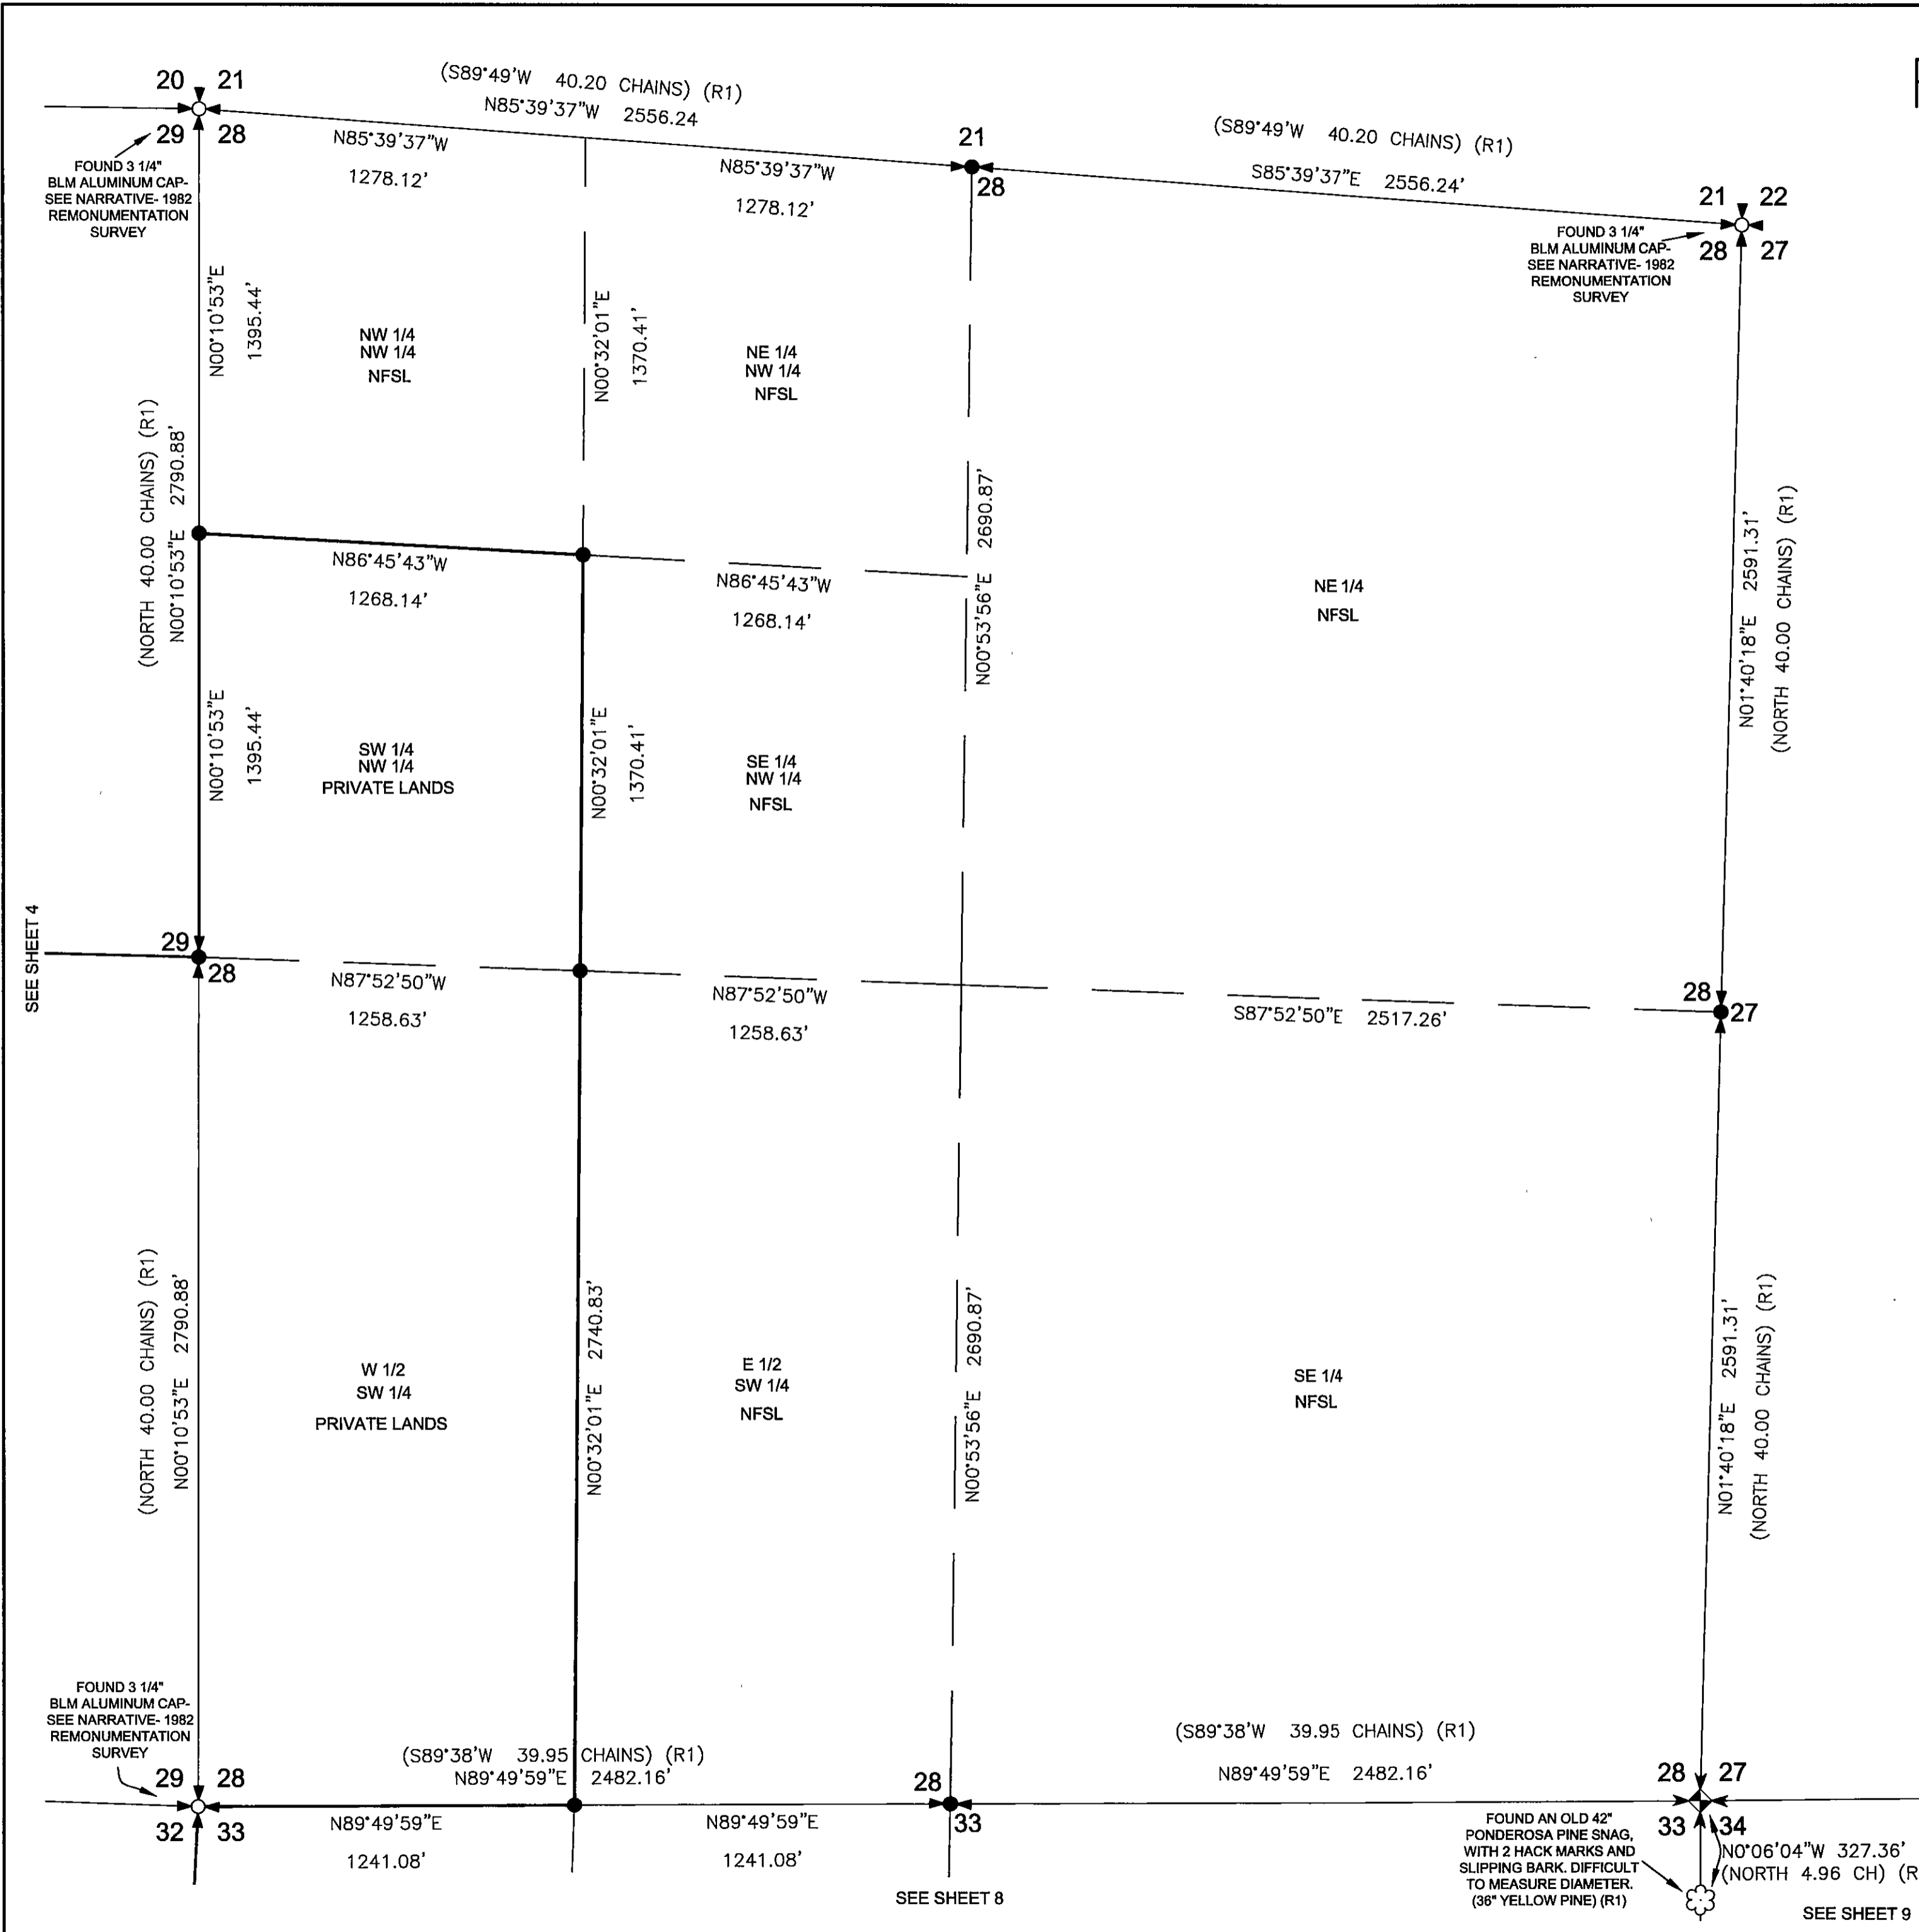 (S89°49'W 40.20 CHAINS) (R1)
N85°39'37"W 2556.24
20 21
29 28
FOUND 3 1/4"
BLM ALUMINUM CAP-
SEE NARRATIVE- 1982
REMONUMENTATION
SURVEY
N85°39'37"W
1278.12'
N85°39'37"W
1278.12'
21
28
(S89°49'W 40.20 CHAINS) (R1)
S85°39'37"E 2556.24'
21 22
28 27
FOUND 3 1/4"
BLM ALUMINUM CAP-
SEE NARRATIVE- 1982
REMONUMENTATION
SURVEY
N00°10'53"E
1395.44'
NW 1/4
NW 1/4
NFSL
N00°32'01"E
1370.41'
NE 1/4
NW 1/4
NFSL
(NORTH 40.00 CHAINS) (R1)
N00°10'53"E 2790.88'
N86°45'43"W
1268.14'
N86°45'43"W
1268.14'
N00°53'56"E 2690.87'
NE 1/4
NFSL
N01°40'18"E 2591.31'
(NORTH 40.00 CHAINS) (R1)
N00°10'53"E
1395.44'
SW 1/4
NW 1/4
PRIVATE LANDS
N00°32'01"E
1370.41'
SE 1/4
NW 1/4
NFSL
SEE SHEET 4
29
28
N87°52'50"W
1258.63'
N87°52'50"W
1258.63'
S87°52'50"E 2517.26'
28
27
(NORTH 40.00 CHAINS) (R1)
N00°10'53"E 2790.88'
W 1/2
SW 1/4
PRIVATE LANDS
N00°32'01"E 2740.83'
E 1/2
SW 1/4
NFSL
N00°53'56"E 2690.87'
SE 1/4
NFSL
N01°40'18"E 2591.31'
(NORTH 40.00 CHAINS) (R1)
FOUND 3 1/4"
BLM ALUMINUM CAP-
SEE NARRATIVE- 1982
REMONUMENTATION
SURVEY
29 28
32 33
(S89°38'W 39.95 CHAINS) (R1)
N89°49'59"E 2482.16'
N89°49'59"E
1241.08'
N89°49'59"E
1241.08'
28
33
(S89°38'W 39.95 CHAINS) (R1)
N89°49'59"E 2482.16'
28 27
33 34
FOUND AN OLD 42"
PONDEROSA PINE SNAG,
WITH 2 HACK MARKS AND
SLIPPING BARK. DIFFICULT
TO MEASURE DIAMETER.
(36" YELLOW PINE) (R1)
N0°06'04"W 327.36'
(NORTH 4.96 CH) (R
SEE SHEET 8
SEE SHEET 9